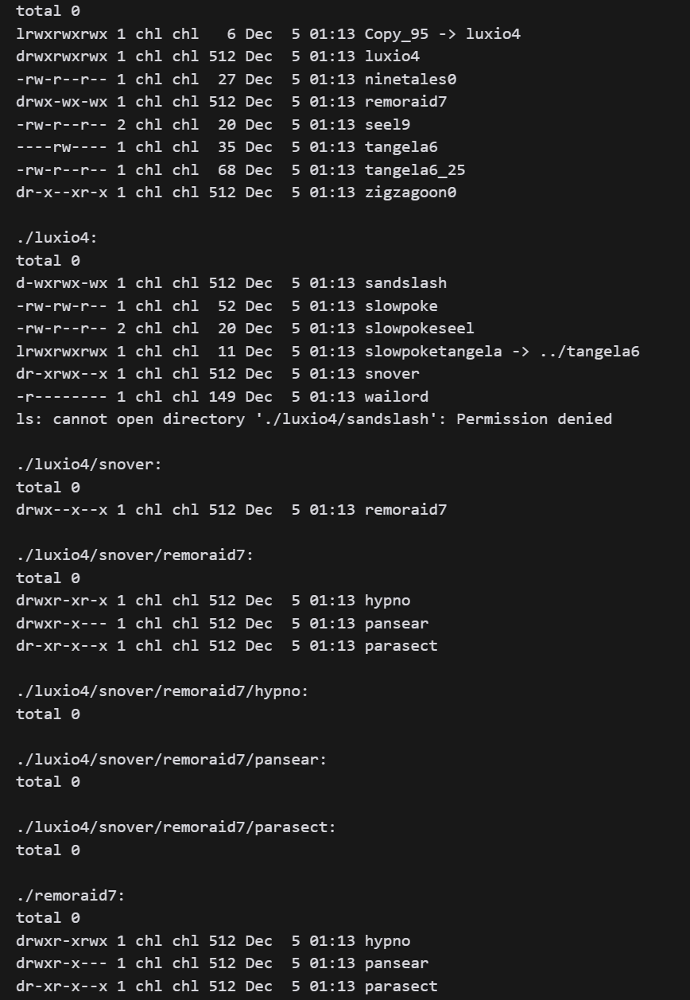 total 0
lrwxrwxrwx 1 chl chl   6 Dec  5 01:13 Copy_95 -> luxio4
drwxrwxrwx 1 chl chl 512 Dec  5 01:13 luxio4
-rw-r--r-- 1 chl chl  27 Dec  5 01:13 ninetales0
drwx-wx-wx 1 chl chl 512 Dec  5 01:13 remoraid7
-rw-r--r-- 2 chl chl  20 Dec  5 01:13 seel9
----rw---- 1 chl chl  35 Dec  5 01:13 tangela6
-rw-r--r-- 1 chl chl  68 Dec  5 01:13 tangela6_25
dr-x--xr-x 1 chl chl 512 Dec  5 01:13 zigzagoon0

./luxio4:
total 0
d-wxrwx-wx 1 chl chl 512 Dec  5 01:13 sandslash
-rw-rw-r-- 1 chl chl  52 Dec  5 01:13 slowpoke
-rw-r--r-- 2 chl chl  20 Dec  5 01:13 slowpokeseel
lrwxrwxrwx 1 chl chl  11 Dec  5 01:13 slowpoketangela -> ../tangela6
dr-xrwx--x 1 chl chl 512 Dec  5 01:13 snover
-r-------- 1 chl chl 149 Dec  5 01:13 wailord
ls: cannot open directory './luxio4/sandslash': Permission denied

./luxio4/snover:
total 0
drwx--x--x 1 chl chl 512 Dec  5 01:13 remoraid7

./luxio4/snover/remoraid7:
total 0
drwxr-xr-x 1 chl chl 512 Dec  5 01:13 hypno
drwxr-x--- 1 chl chl 512 Dec  5 01:13 pansear
dr-xr-x--x 1 chl chl 512 Dec  5 01:13 parasect

./luxio4/snover/remoraid7/hypno:
total 0

./luxio4/snover/remoraid7/pansear:
total 0

./luxio4/snover/remoraid7/parasect:
total 0

./remoraid7:
total 0
drwxr-xrwx 1 chl chl 512 Dec  5 01:13 hypno
drwxr-x--- 1 chl chl 512 Dec  5 01:13 pansear
dr-xr-x--x 1 chl chl 512 Dec  5 01:13 parasect